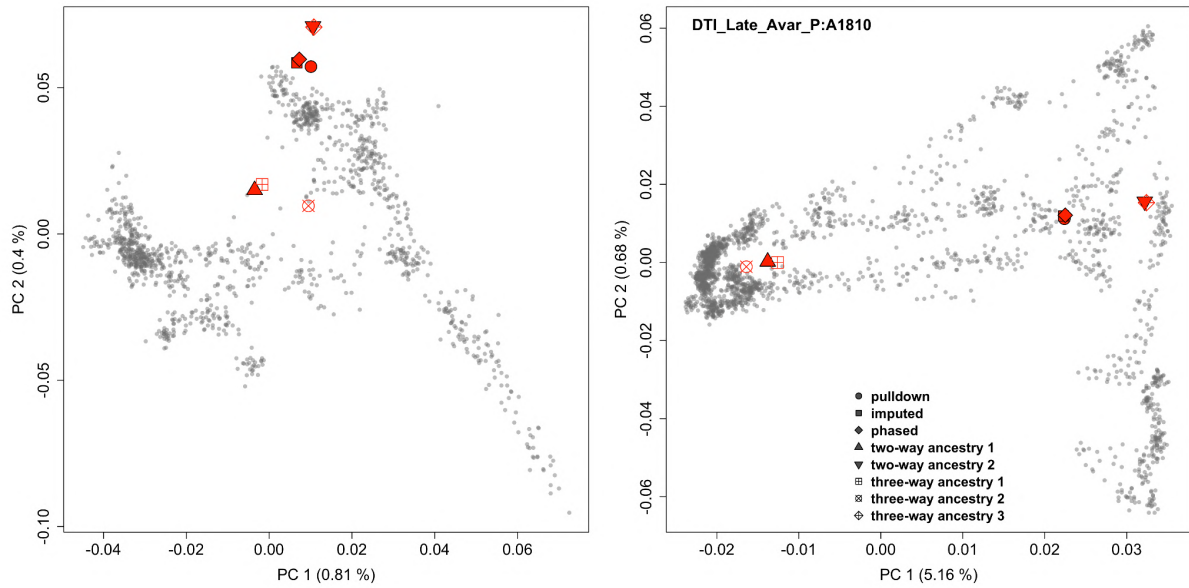 0.05
0.00
-0.05
-0.10
PC 2 (0.4 %)
-0.04
-0.02
0.00
0.02
0.04
0.06
PC 1 (0.81 %)
DTI_Late_Avar_P:A1810
0.06
0.04
0.02
0.00
-0.02
-0.04
-0.06
PC 2 (0.68 %)
pulldown
imputed
phased
two-way ancestry 1
two-way ancestry 2
three-way ancestry 1
three-way ancestry 2
three-way ancestry 3
-0.02
-0.01
0.00
0.01
0.02
0.03
PC 1 (5.16 %)